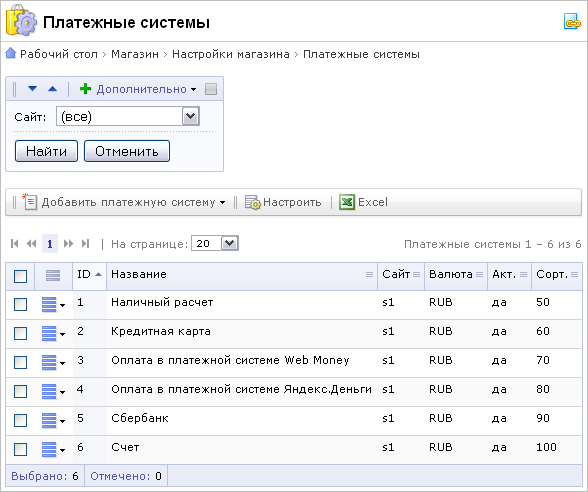 Платежные системы
Рабочий стол › Магазин › Настройки магазина › Платежные системы
Дополнительно
Сайт: (все)
Найти Отменить
Добавить платежную систему Настроить Excel
1 На странице: 20 Платежные системы 1 – 6 из 6
ID Название Сайт Валюта Акт. Сорт.
1 Наличный расчет s1 RUB да 50
2 Кредитная карта s1 RUB да 60
3 Оплата в платежной системе Web Money s1 RUB да 70
4 Оплата в платежной системе Яндекс.Деньги s1 RUB да 80
5 Сбербанк s1 RUB да 90
6 Счет s1 RUB да 100
Выбрано: 6 Отмечено: 0